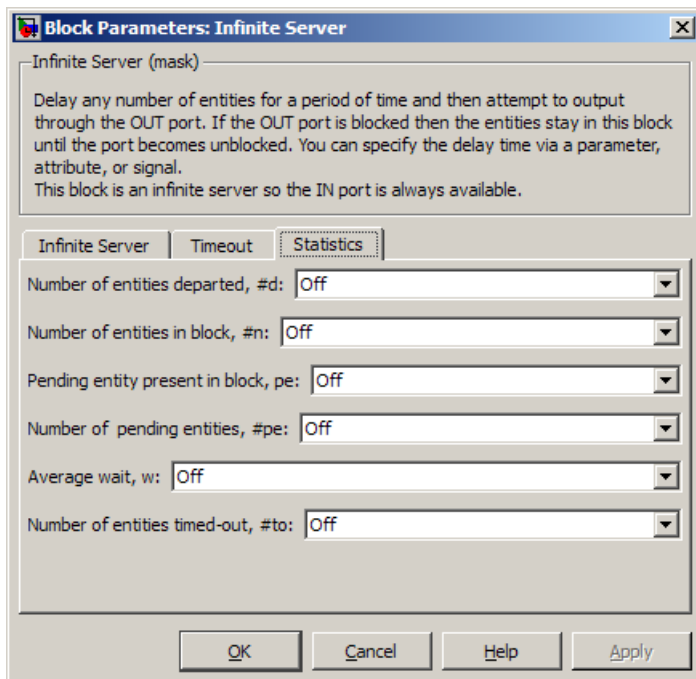 Block Parameters: Infinite Server
Infinite Server (mask)
Delay any number of entities for a period of time and then attempt to output
through the OUT port. If the OUT port is blocked then the entities stay in this block
until the port becomes unblocked. You can specify the delay time via a parameter,
attribute, or signal.
This block is an infinite server so the IN port is always available.
Infinite Server Timeout Statistics
Number of entities departed, #d: Off
Number of entities in block, #n: Off
Pending entity present in block, pe: Off
Number of pending entities, #pe: Off
Average wait, w: Off
Number of entities timed-out, #to: Off
OK Cancel Help Apply